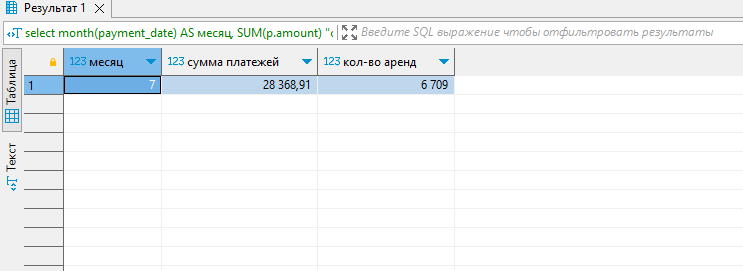 Результат 1
select month(payment_date) AS месяц, SUM(p.amount) "с
Введите SQL выражение чтобы отфильтровать результаты
Таблица
Текст
123 месяц
123 сумма платежей
123 кол-во аренд
1 7 28 368,91 6 709